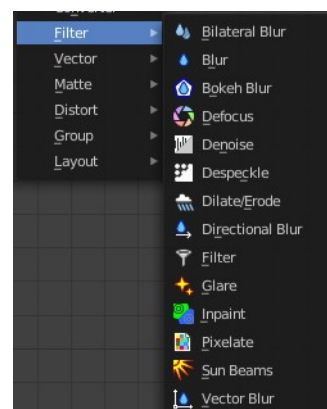 Filter
Vector
Matte
Distort
Group
Layout
Bilateral Blur
Blur
Bokeh Blur
Defocus
Denoise
Despeckle
Dilate/Erode
Directional Blur
Filter
Glare
Inpaint
Pixelate
Sun Beams
Vector Blur